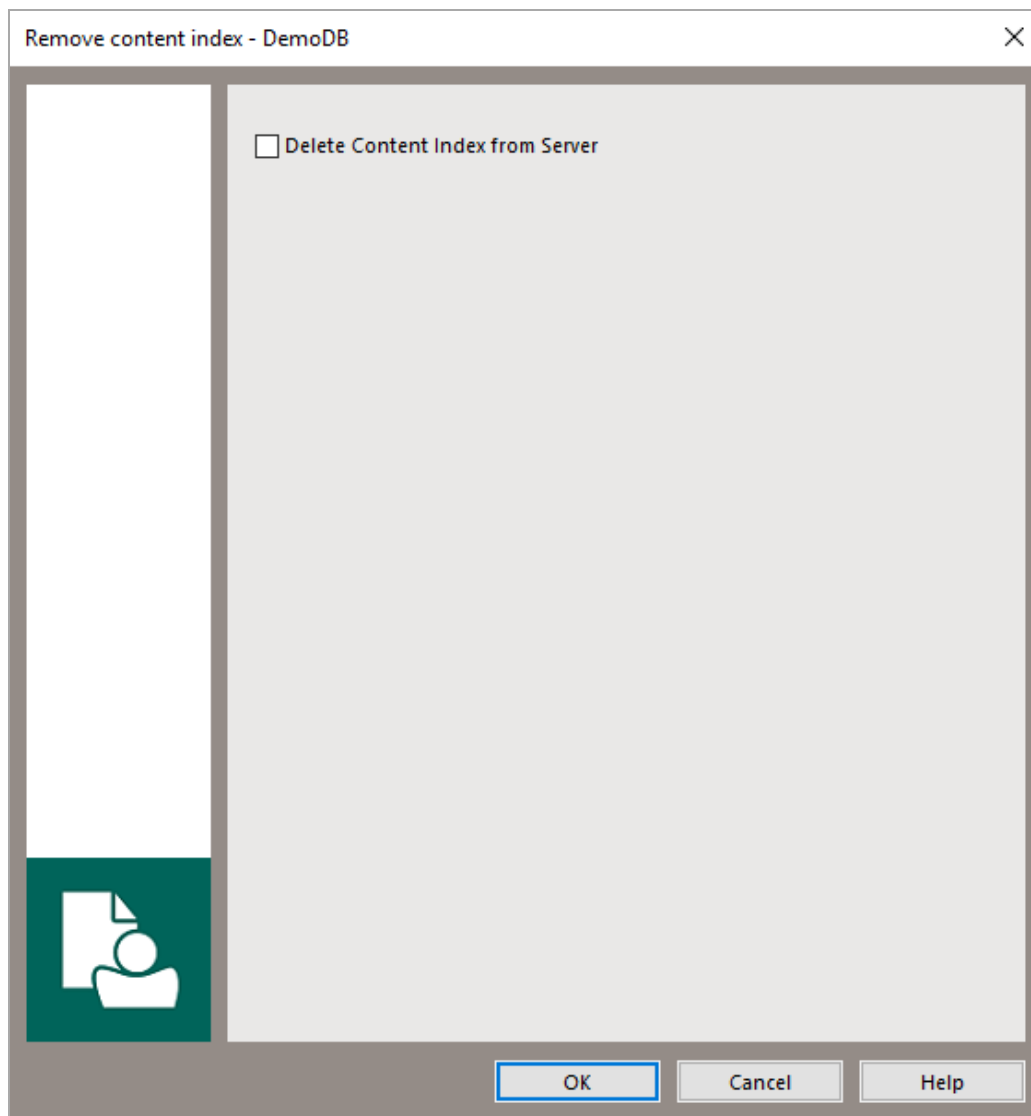 Remove content index - DemoDB
Delete Content Index from Server
OK
Cancel
Help